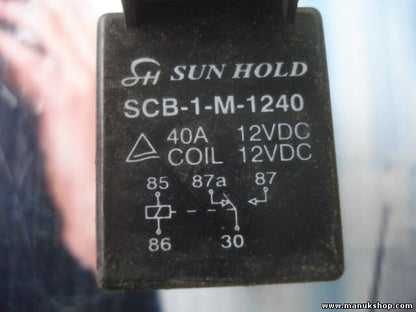 SH SUN HOLD
SCB-1-M-1240
40A 12VDC
COIL 12VDC
85 87a 87
86 30
www.manukshop.com